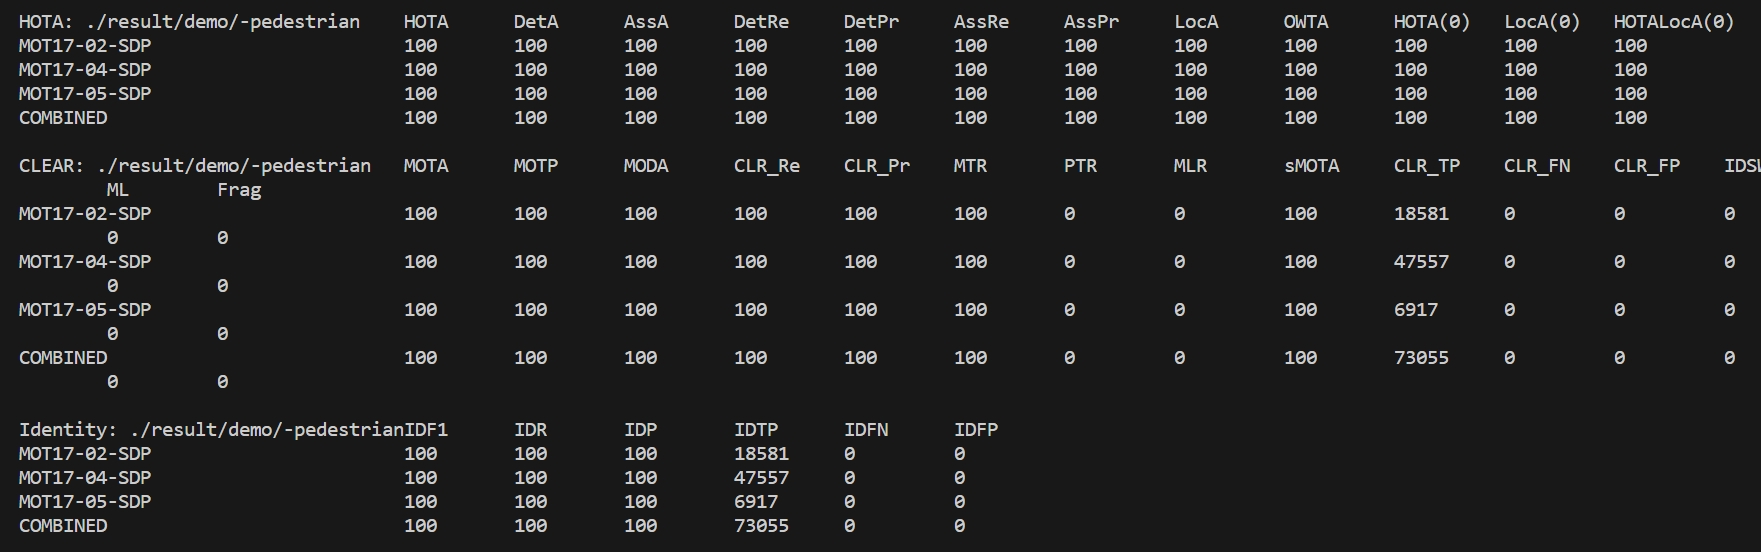 HOTA: ./result/demo/-pedestrian HOTA DetA AssA DetRe DetPr AssRe AssPr LocA OWTA HOTA(0) LocA(0) HOTALocA(0)
MOT17-02-SDP 100 100 100 100 100 100 100 100 100 100 100 100
MOT17-04-SDP 100 100 100 100 100 100 100 100 100 100 100 100
MOT17-05-SDP 100 100 100 100 100 100 100 100 100 100 100 100
COMBINED 100 100 100 100 100 100 100 100 100 100 100 100
CLEAR: ./result/demo/-pedestrian MOTA MOTP MODA CLR_Re CLR_Pr MTR PTR MLR sMOTA CLR_TP CLR_FN CLR_FP
ML Frag
MOT17-02-SDP 100 100 100 100 100 100 0 0 100 18581 0 0 0
0 0
MOT17-04-SDP 100 100 100 100 100 100 0 0 100 47557 0 0 0
0 0
MOT17-05-SDP 100 100 100 100 100 100 0 0 100 6917 0 0 0
0 0
COMBINED 100 100 100 100 100 100 0 0 100 73055 0 0 0
0 0
Identity: ./result/demo/-pedestrianIDF1 IDR IDP IDTP IDFN IDFP
MOT17-02-SDP 100 100 100 18581 0 0
MOT17-04-SDP 100 100 100 47557 0 0
MOT17-05-SDP 100 100 100 6917 0 0
COMBINED 100 100 100 73055 0 0